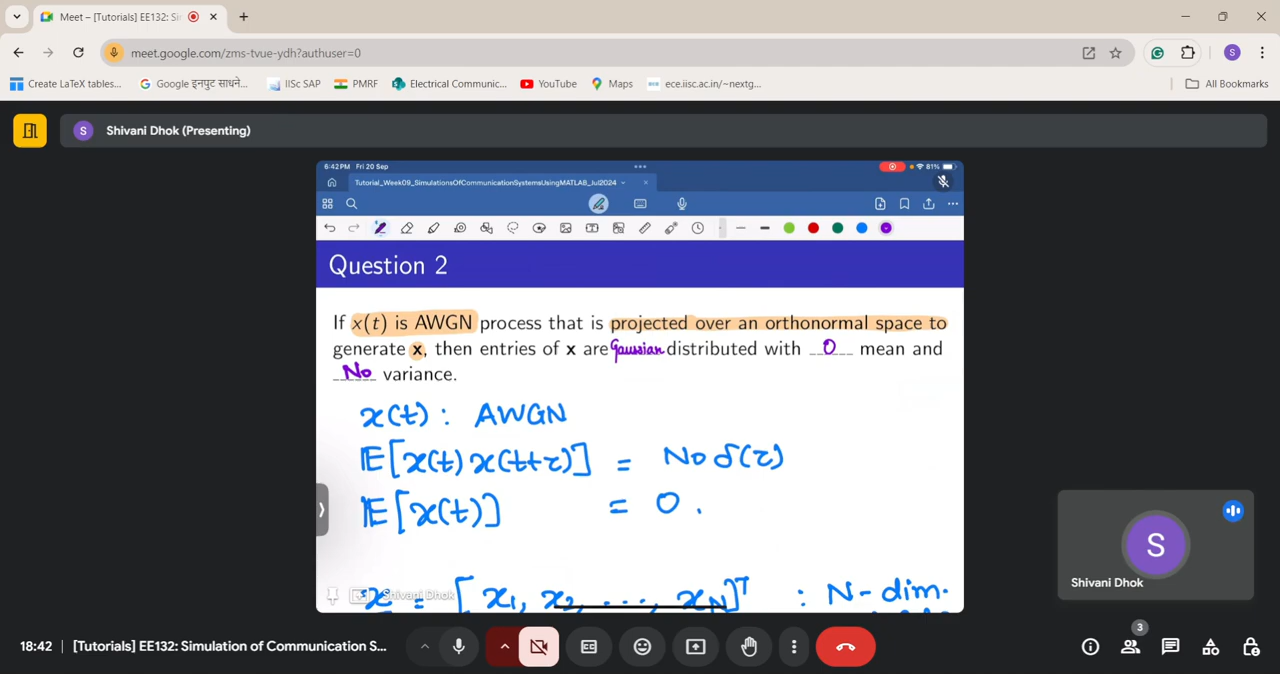 Meet – [Tutorials] EE132: Si
meet.google.com/zms-tvue-ydh?authuser=0
Create LaTeX tables...
Google इनपुट साधने...
IISc SAP
PMRF
Electrical Communic...
YouTube
Maps
ece.iisc.ac.in/~nextg...
All Bookmarks
S
Shivani Dhok (Presenting)
6:42 PM Fri 20 Sep
81%
Tutorial_Week09_SimulationsOfCommunicationSystemsUsingMATLAB_Jul2024
Question 2
If x(t) is AWGN process that is projected over an orthonormal space to
generate x, then entries of x are Gaussian distributed with 0 mean and
No variance.
x(t) : AWGN
E[x(t) x(t+τ)] = No δ(τ)
E[x(t)] = 0.
x = [x1, x2, ..., xN]^T : N-dim.
Shivani Dhok
S
Shivani Dhok
3
18:42 | [Tutorials] EE132: Simulation of Communication S...